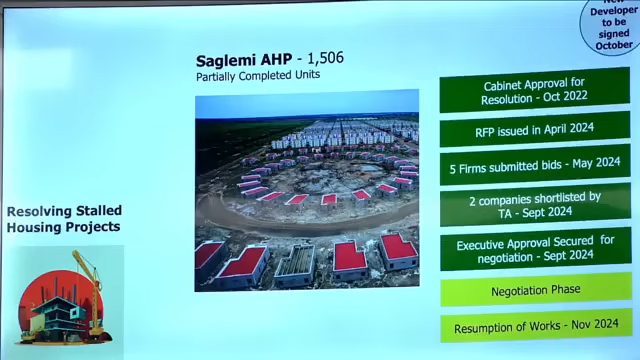 New
Developer
to be
signed
October
Saglemi AHP - 1,506
Partially Completed Units
Resolving Stalled
Housing Projects
Cabinet Approval for
Resolution - Oct 2022
RFP issued in April 2024
5 Firms submitted bids - May 2024
2 companies shortlisted by
TA - Sept 2024
Executive Approval Secured for
negotiation - Sept 2024
Negotiation Phase
Resumption of Works - Nov 2024